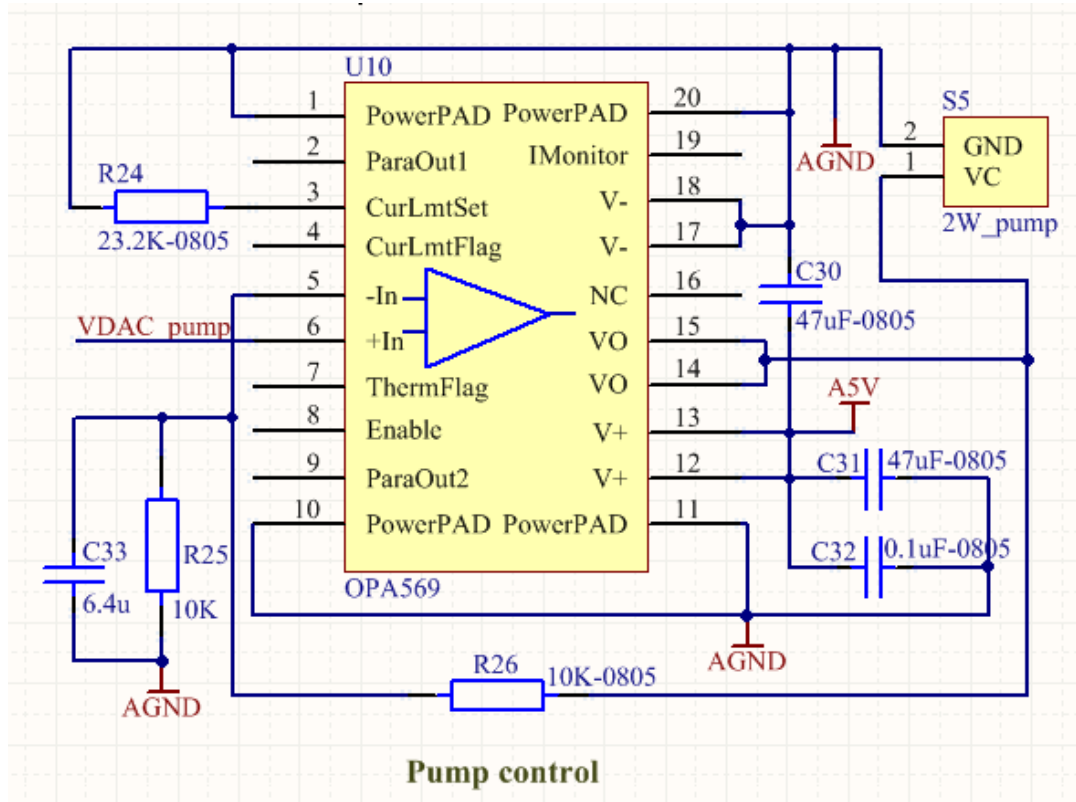 U10
1
PowerPAD PowerPAD
20
2
ParaOut1
IMonitor
19
R24
3
CurLmtSet
V-
18
23.2K-0805
4
CurLmtFlag
V-
17
5
-In
NC
16
VDAC_pump
6
+In
VO
15
7
ThermFlag
VO
14
8
Enable
V+
13
9
ParaOut2
V+
12
10
PowerPAD PowerPAD
11
OPA569
AGND
S5
2
GND
1
VC
2W_pump
C30
47uF-0805
A5V
C31
47uF-0805
C32
0.1uF-0805
C33
6.4u
R25
10K
AGND
AGND
R26
10K-0805
Pump control